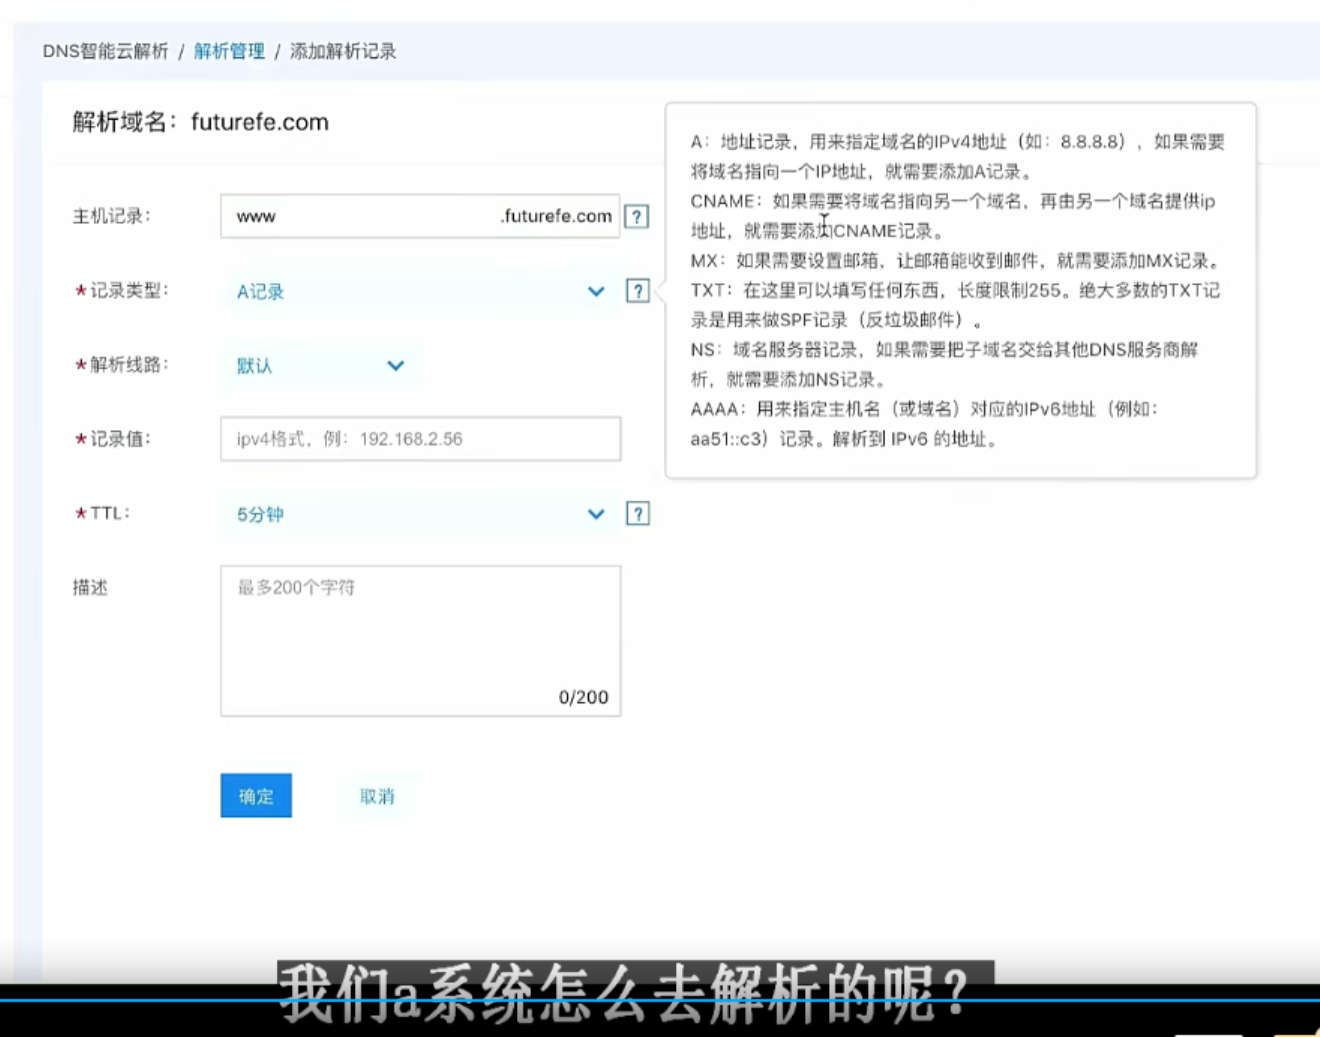 DNS智能云解析 / 解析管理 / 添加解析记录
解析域名：futurefe.com
主机记录：
www
.futurefe.com
?
*记录类型：
A记录
?
*解析线路：
默认
*记录值：
ipv4格式，例：192.168.2.56
*TTL：
5分钟
?
描述
最多200个字符
0/200
确定
取消
A：地址记录，用来指定域名的IPv4地址（如：8.8.8.8），如果需要
将域名指向一个IP地址，就需要添加A记录。
CNAME：如果需要将域名指向另一个域名，再由另一个域名提供ip
地址，就需要添加CNAME记录。
MX：如果需要设置邮箱，让邮箱能收到邮件，就需要添加MX记录。
TXT：在这里可以填写任何东西，长度限制255。绝大多数的TXT记
录是用来做SPF记录（反垃圾邮件）。
NS：域名服务器记录，如果需要把子域名交给其他DNS服务商解
析，就需要添加NS记录。
AAAA：用来指定主机名（或域名）对应的IPv6地址（例如：
aa51::c3）记录。解析到 IPv6 的地址。
我们a系统怎么去解析的呢？